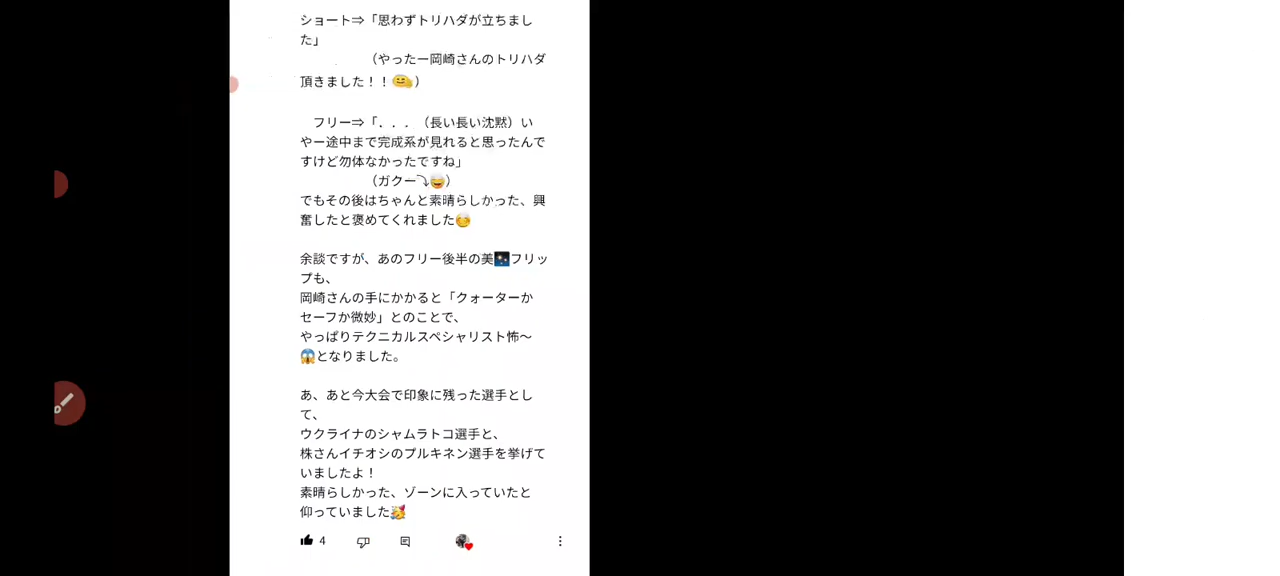 ショート⇒「思わずトリハダが立ちまし
た」
（やったー岡崎さんのトリハダ
頂きました！！🫡）
フリー⇒「．．．（長い長い沈黙）い
やー途中まで完成系が見れると思ったんで
すけど勿体なかったですね」
（ガクー⤵😅）
でもその後はちゃんと素晴らしかった、興
奮したと褒めてくれました🥹
余談ですが、あのフリー後半の美🌌フリッ
プも、
岡崎さんの手にかかると「クォーターか
セーフか微妙」とのことで、
やっぱりテクニカルスペシャリスト怖〜
😱となりました。
あ、あと今大会で印象に残った選手とし
て、
ウクライナのシャムラトコ選手と、
株さんイチオシのプルキネン選手を挙げて
いましたよ！
素晴らしかった、ゾーンに入っていたと
仰っていました🥳
4